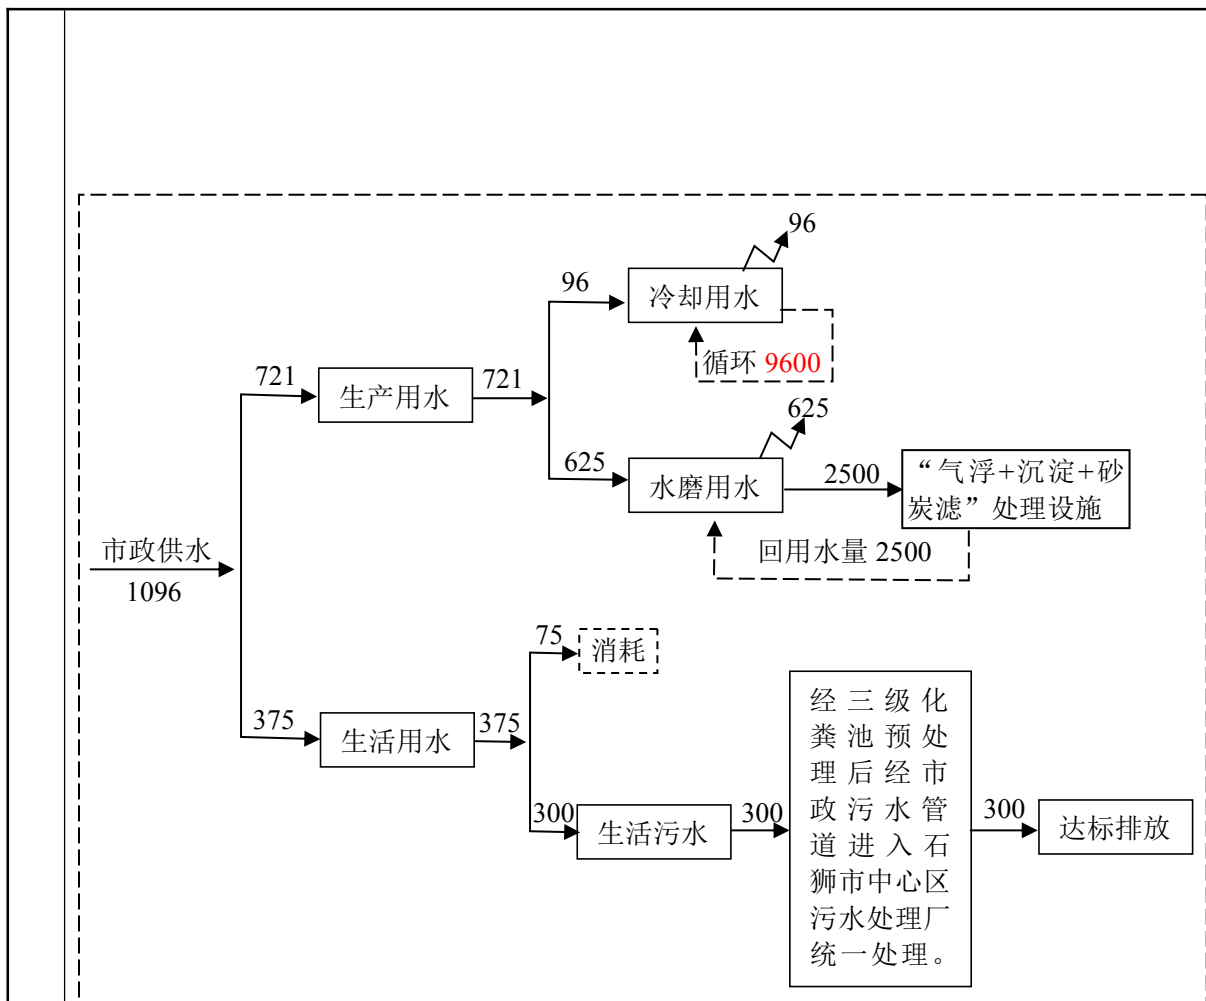 96
96
冷却用水
循环 9600
721
生产用水
721
625
625
水磨用水
2500
“气浮+沉淀+砂
炭滤”处理设施
回用水量 2500
市政供水
1096
75
消耗
375
生活用水
375
300
生活污水
300
经三级化
粪池预处
理后经市
政污水管
道进入石
狮市中心区
污水处理厂
统一处理。
300
达标排放